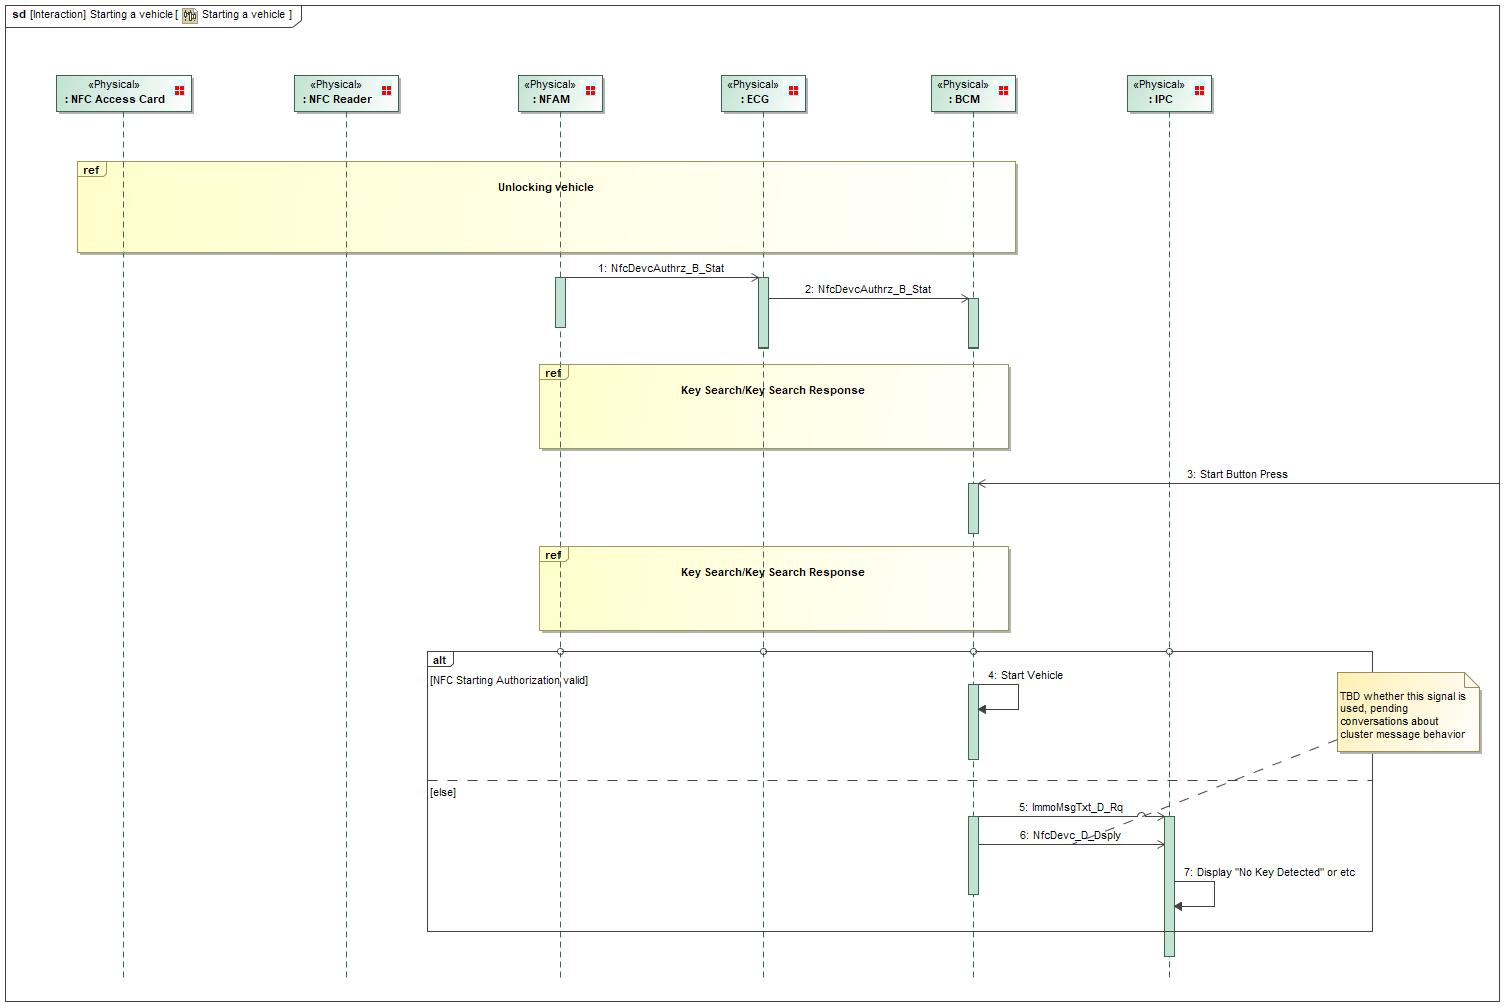 sd [Interaction] Starting a vehicle [ Starting a vehicle ]
«Physical»
: NFC Access Card
«Physical»
: NFC Reader
«Physical»
: NFAM
«Physical»
: ECG
«Physical»
: BCM
«Physical»
: IPC
ref
Unlocking vehicle
1: NfcDevcAuthrz_B_Stat
2: NfcDevcAuthrz_B_Stat
ref
Key Search/Key Search Response
3: Start Button Press
ref
Key Search/Key Search Response
alt
[NFC Starting Authorization valid]
4: Start Vehicle
TBD whether this signal is
used, pending
conversations about
cluster message behavior
[else]
5: ImmoMsgTxt_D_Rq
6: NfcDevc_D_Dsply
7: Display "No Key Detected" or etc